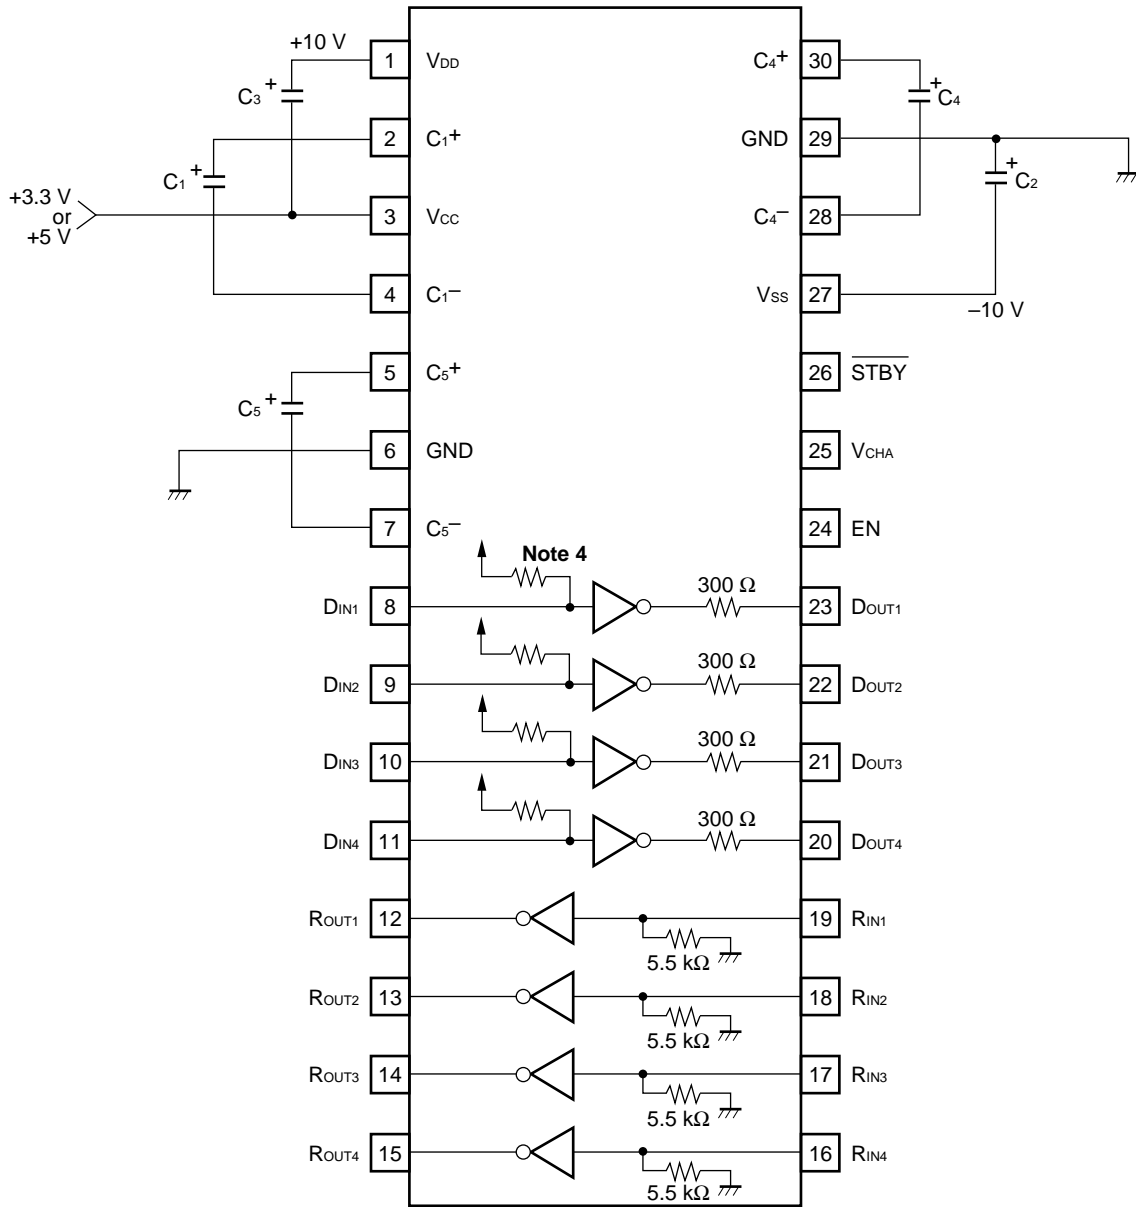 +10 V 1 VDD C4+ 30
C3 + + C4
2 C1+ GND 29
C1 + + C2
+3.3 V
or
+5 V
3 VCC C4– 28
4 C1– VSS 27
–10 V
5 C5+ 26 STBY
C5 +
6 GND 25 VCHA
7 C5– 24 EN
Note 4
300 Ω
DIN1 8 23 DOUT1
300 Ω
DIN2 9 22 DOUT2
300 Ω
DIN3 10 21 DOUT3
300 Ω
DIN4 11 20 DOUT4
ROUT1 12 19 RIN1
5.5 kΩ
ROUT2 13 18 RIN2
5.5 kΩ
ROUT3 14 17 RIN3
5.5 kΩ
ROUT4 15 16 RIN4
5.5 kΩ